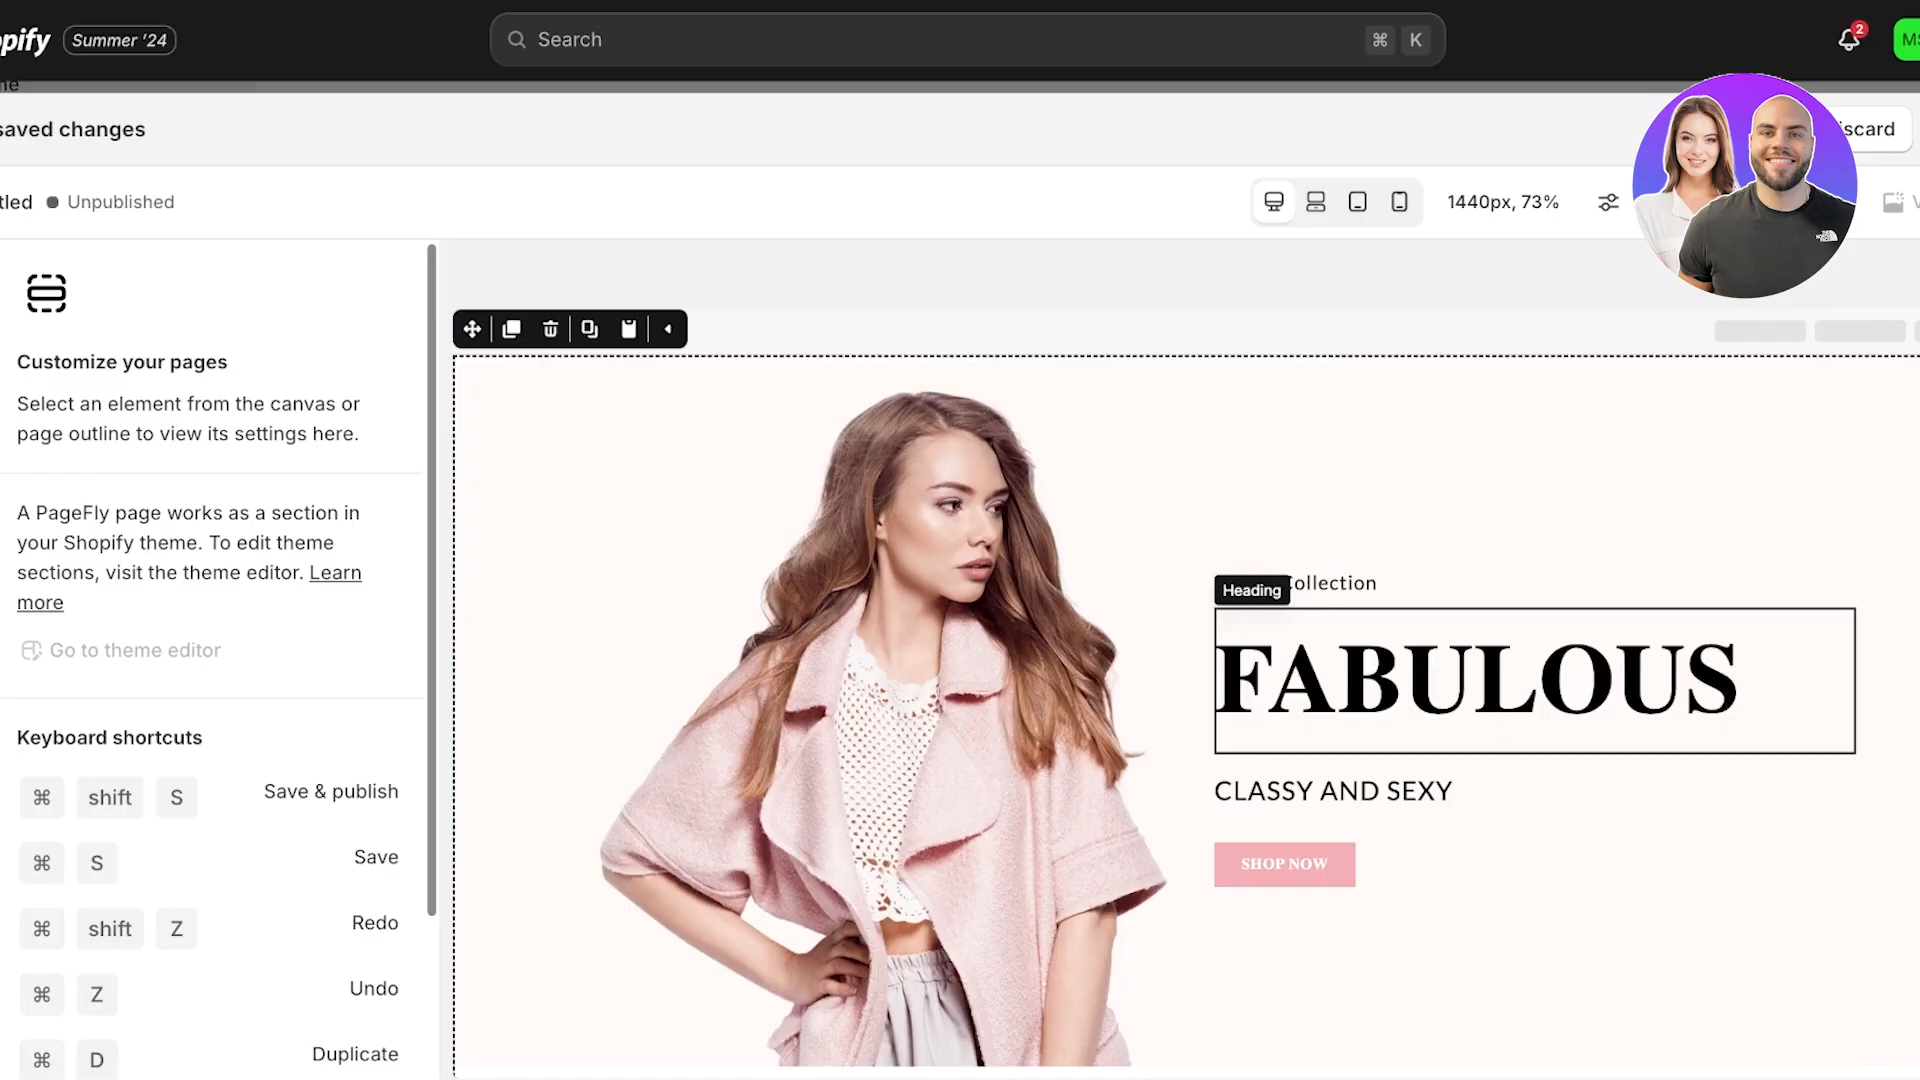 pify Summer '24
Search ⌘ K
2
MS
me
saved changes
iscard
tled Unpublished
1440px, 73%
V
Customize your pages
Select an element from the canvas or
page outline to view its settings here.
A PageFly page works as a section in
your Shopify theme. To edit theme
sections, visit the theme editor. Learn
more
Go to theme editor
Keyboard shortcuts
⌘ shift S Save & publish
⌘ S Save
⌘ shift Z Redo
⌘ Z Undo
⌘ D Duplicate
Heading
ollection
FABULOUS
CLASSY AND SEXY
SHOP NOW